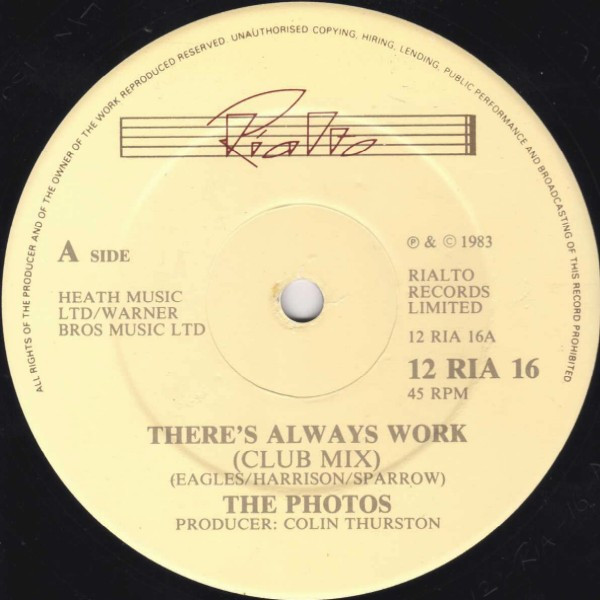 ALL RIGHTS OF THE PRODUCER AND OF THE OWNER OF THE WORK REPRODUCED RESERVED. UNAUTHORISED COPYING, HIRING, LENDING, PUBLIC PERFORMANCE AND BROADCASTING OF THIS RECORD PROHIBITED
Rialto
A SIDE
℗ & © 1983
HEATH MUSIC
LTD/WARNER
BROS MUSIC LTD
RIALTO
RECORDS
LIMITED
12 RIA 16A
12 RIA 16
45 RPM
THERE'S ALWAYS WORK
(CLUB MIX)
(EAGLES/HARRISON/SPARROW)
THE PHOTOS
PRODUCER: COLIN THURSTON